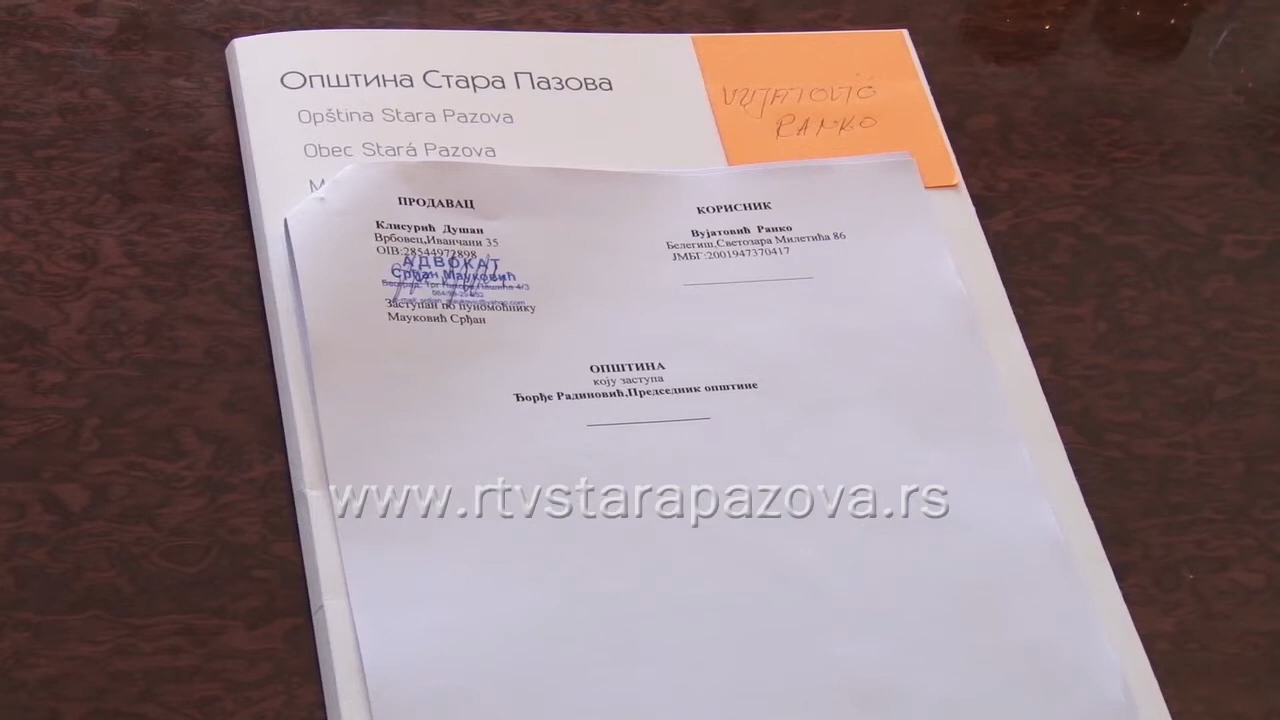 Општина Стара Пазова
Opština Stara Pazova
Obec Stará Pazova
VUJATOVIĆ
RANKO
ПРОДАВАЦ
Клисурић Душан
Врбовец,Иванчани 35
OIB:28544972898
АДВОКАТ
Срђан Мауковић
Заступан по пуномоћнику
Мауковић Срђан
КОРИСНИК
Вујатовић Ранко
Белегиш,Светозара Милетића 86
ЈМБГ:2001947370417
ОПШТИНА
коју заступа
Ђорђе Радиновић,Председник општине
www.rtvstarapazova.rs